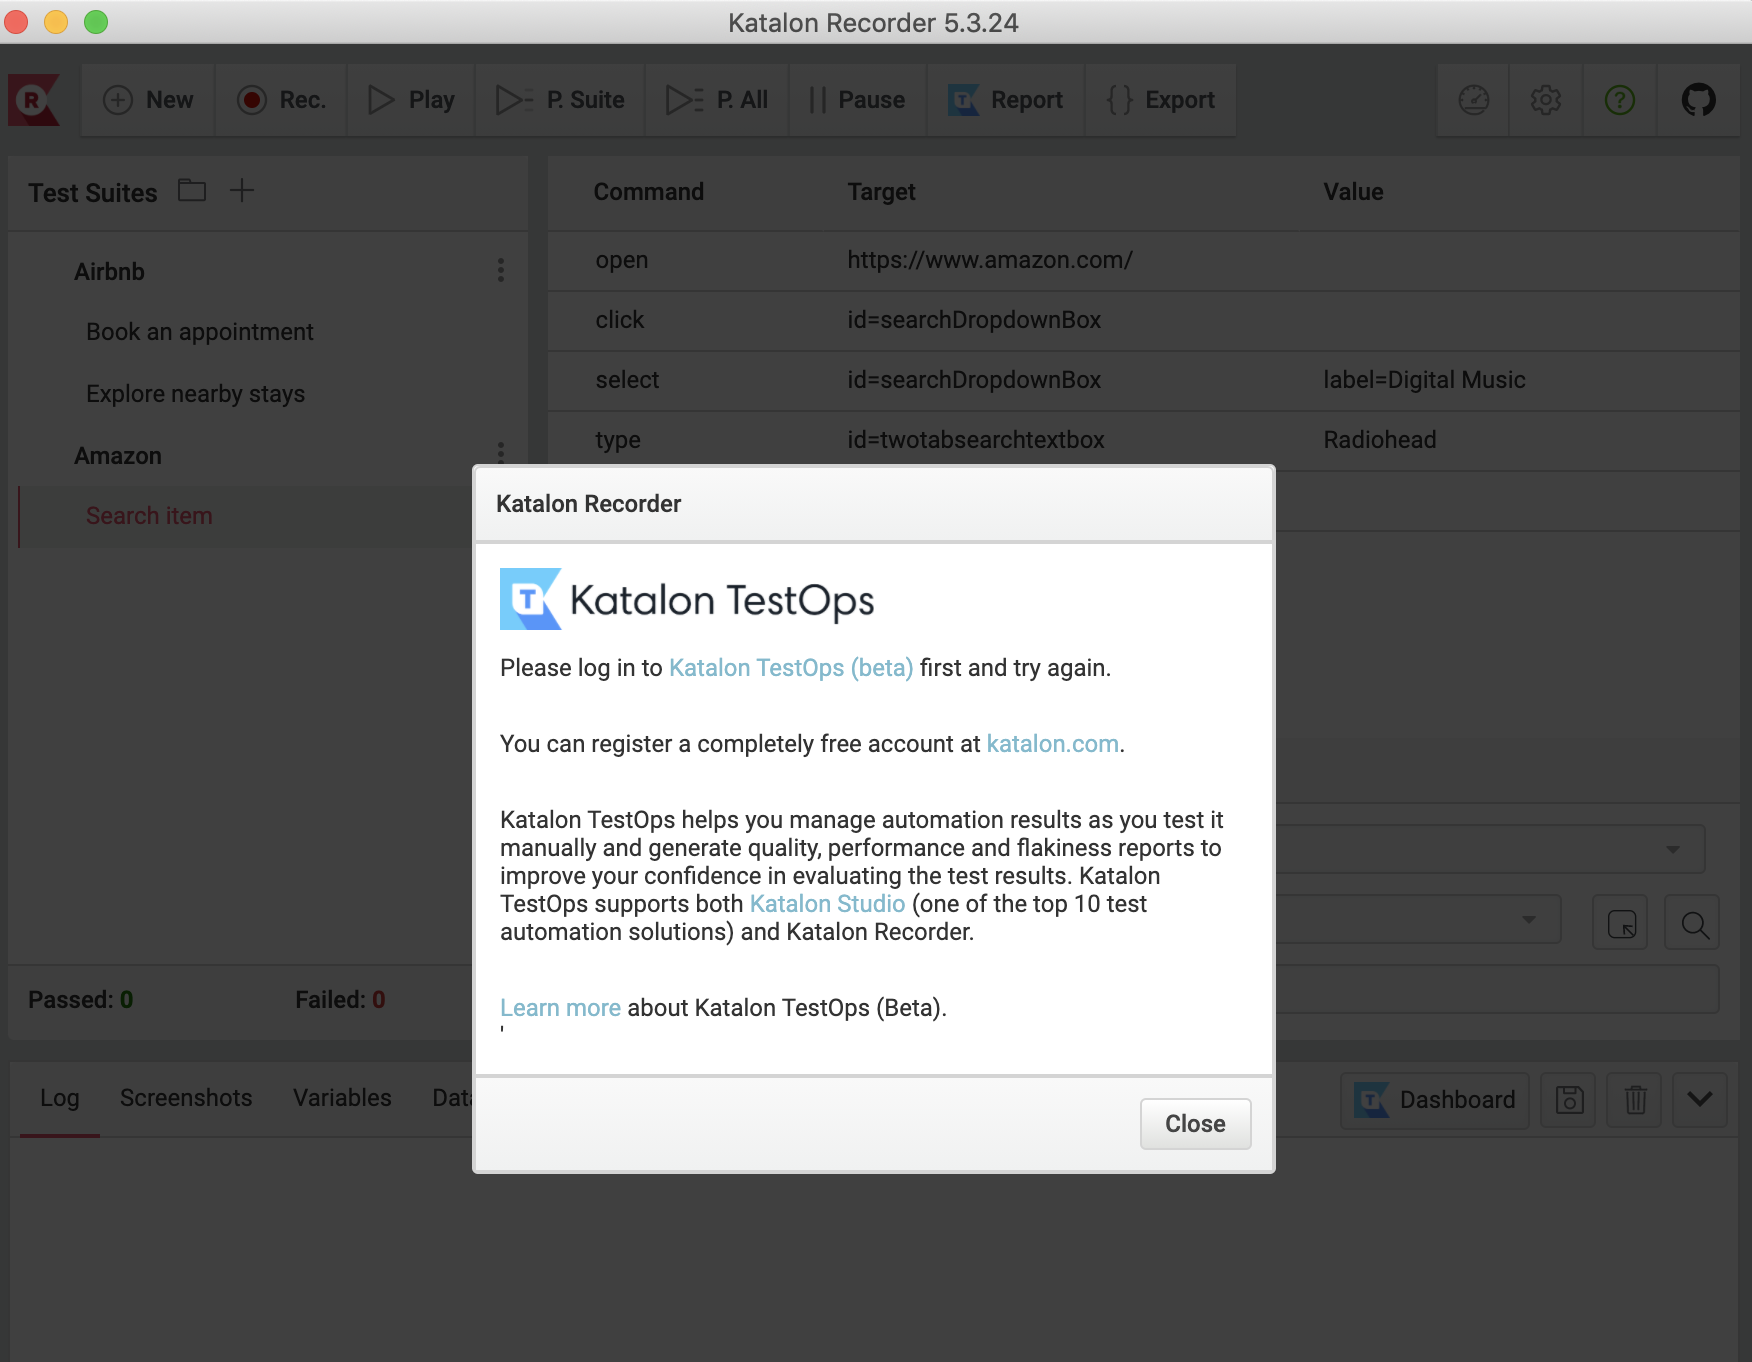 Katalon Recorder 5.3.24
R
New
Rec.
Play
P. Suite
P. All
Pause
Report
Export
Test Suites
Airbnb
Book an appointment
Explore nearby stays
Amazon
Search item
Passed: 0
Failed: 0
Command Target Value
open https://www.amazon.com/
click id=searchDropdownBox
select id=searchDropdownBox label=Digital Music
type id=twotabsearchtextbox Radiohead
Katalon Recorder
T Katalon TestOps
Please log in to Katalon TestOps (beta) first and try again.
You can register a completely free account at katalon.com.
Katalon TestOps helps you manage automation results as you test it
manually and generate quality, performance and flakiness reports to
improve your confidence in evaluating the test results. Katalon
TestOps supports both Katalon Studio (one of the top 10 test
automation solutions) and Katalon Recorder.
Learn more about Katalon TestOps (Beta).
'
Close
Log
Screenshots
Variables
Dashboard